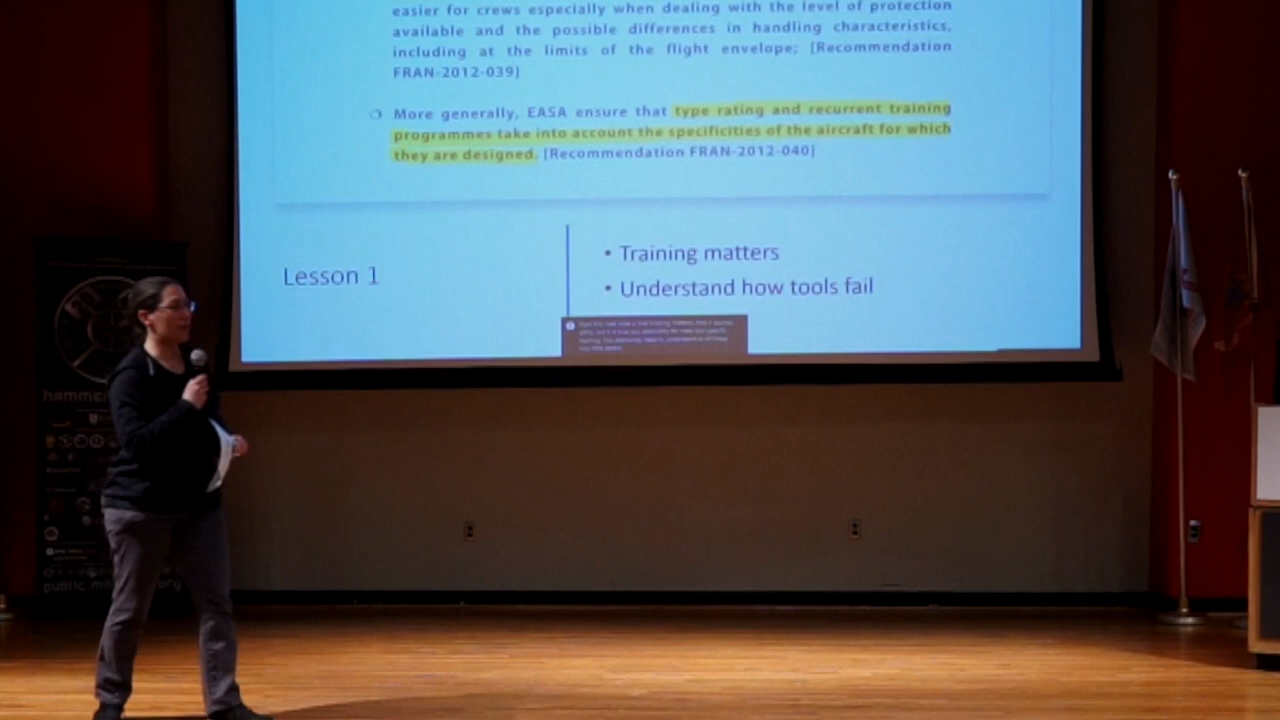 easier for crews especially when dealing with the level of protection
available and the possible differences in handling characteristics,
including at the limits of the flight envelope; [Recommendation
FRAN-2012-039]
❍ More generally, EASA ensure that type rating and recurrent training
programmes take into account the specificities of the aircraft for which
they are designed. [Recommendation FRAN-2012-040]
Lesson 1
• Training matters
• Understand how tools fail
hammer
public